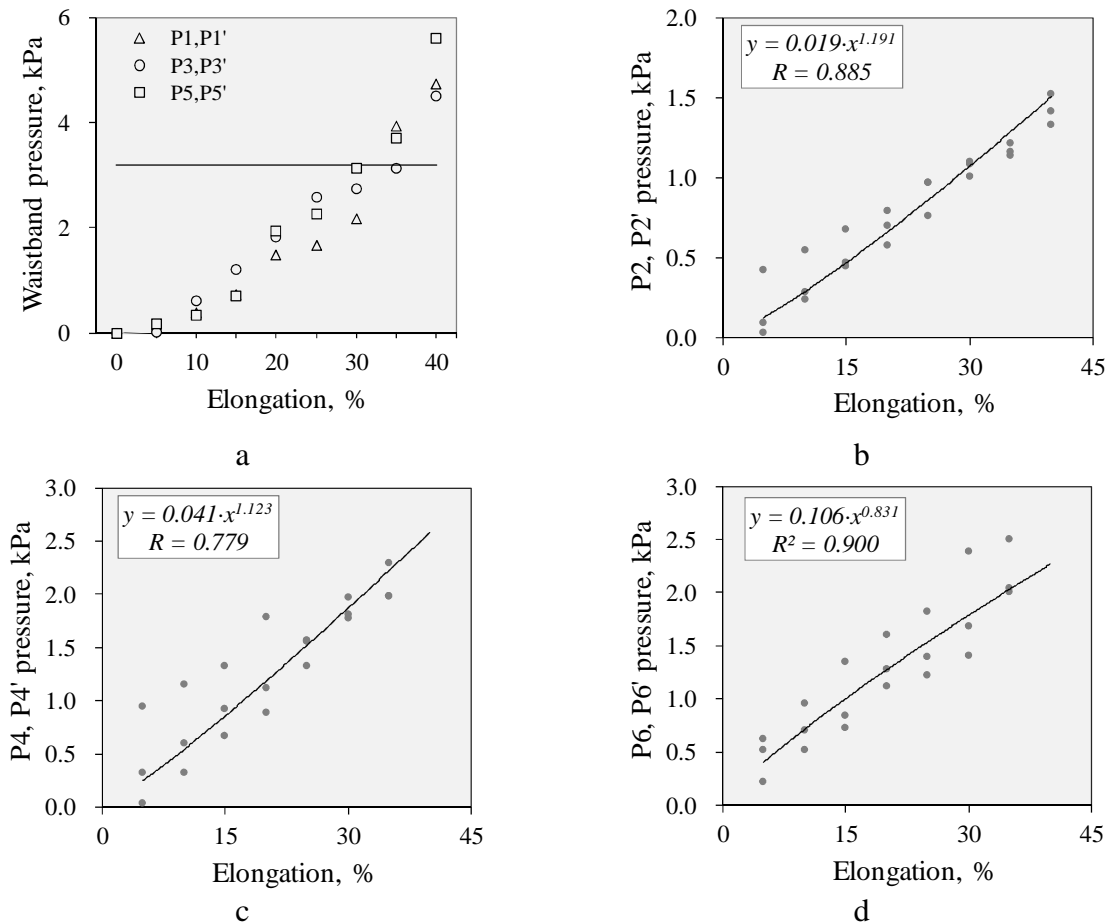 Waistband pressure, kPa
6
4
2
0
P1,P1'
P3,P3'
P5,P5'
0 10 20 30 40
Elongation, %
a
P2, P2' pressure, kPa
2.0
1.5
1.0
0.5
0.0
y = 0.019·x^1.191
R = 0.885
0 15 30 45
Elongation, %
b
P4, P4' pressure, kPa
3.0
2.5
2.0
1.5
1.0
0.5
0.0
y = 0.041·x^1.123
R = 0.779
0 15 30 45
Elongation, %
c
P6, P6' pressure, kPa
3.0
2.5
2.0
1.5
1.0
0.5
0.0
y = 0.106·x^0.831
R² = 0.900
0 15 30 45
Elongation, %
d